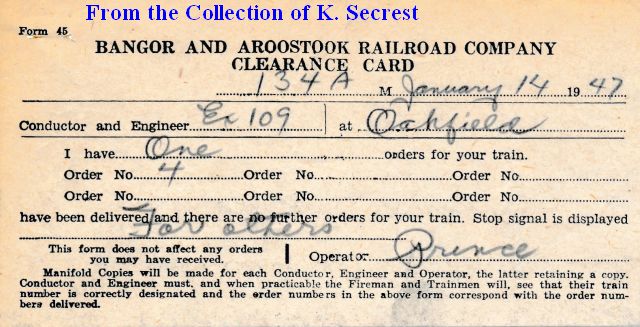 From the Collection of K. Secrest
Form 45
BANGOR AND AROOSTOOK RAILROAD COMPANY
CLEARANCE CARD
134 A M January 14 1947
Conductor and Engineer Ex 109 at Oakfield
I have One orders for your train.
Order No. 4 Order No. Order No.
Order No. Order No. Order No.
have been delivered and there are no further orders for your train. Stop signal is displayed
For others
This form does not affect any orders
you may have received.
Operator Prince
Manifold Copies will be made for each Conductor, Engineer and Operator, the latter retaining a copy.
Conductor and Engineer must, and when practicable the Fireman and Trainmen will, see that their train
number is correctly designated and the order numbers in the above form correspond with the order num-
bers delivered.